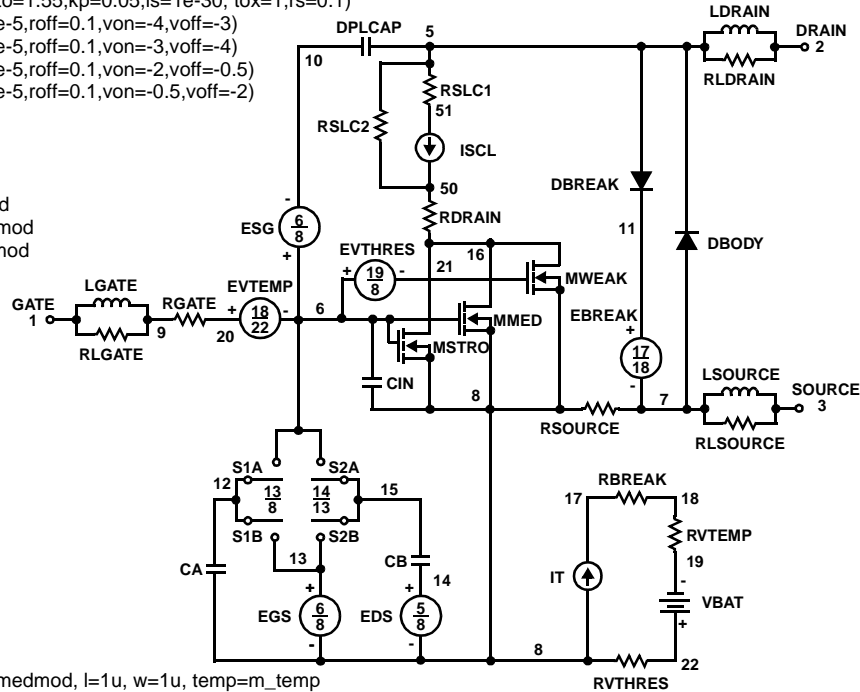 to=1.55,kp=0.05,is=1e-30, tox=1,rs=0.1)
e-5,roff=0.1,von=-4,voff=-3)
e-5,roff=0.1,von=-3,voff=-4)
e-5,roff=0.1,von=-2,voff=-0.5)
e-5,roff=0.1,von=-0.5,voff=-2)
d
mod
mod
LDRAIN
DPLCAP
5
DRAIN
2
10
RLDRAIN
RSLC1
51
RSLC2
ISCL
50
RDRAIN
DBREAK
11
DBODY
-
ESG
6
8
+
EVTHRES
16
+
19
8
-
21
MWEAK
LGATE
EVTEMP
GATE
1
RGATE
+
18
22
-
6
MMED
EBREAK
+
9
20
RLGATE
MSTRO
17
18
-
LSOURCE
CIN
8
7
SOURCE
3
RSOURCE
RLSOURCE
S1A
S2A
12
13
8
14
13
15
RBREAK
17
18
S1B
S2B
RVTEMP
13
CB
19
CA
14
IT
-
+
+
VBAT
EGS
6
8
EDS
5
8
+
-
-
8
22
RVTHRES
medmod, l=1u, w=1u, temp=m_temp